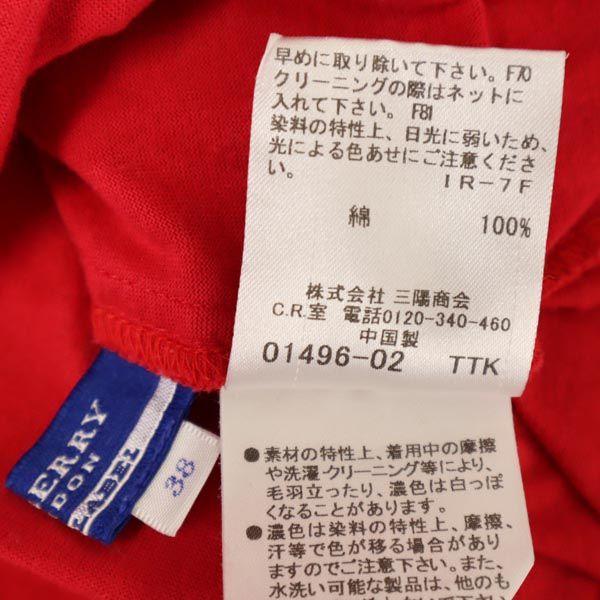 早めに取り除いて下さい。F70
クリーニングの際はネットに
入れて下さい。F81
染料の特性上、日光に弱いため、
光による色あせにご注意くださ
い。 IR-7F
綿 100%
株式会社 三陽商会
C.R.室 電話0120-340-460
中国製
01496-02 TTK
●素材の特性上、着用中の摩擦
や洗濯・クリーニング等により、
毛羽立ったり、濃色は白っぽ
くなることがあります。
●濃色は染料の特性上、摩擦、
汗等で色が移る場合があり
ますのでご注意下さい。また、
水洗い可能な製品は、他のも
ERRY
DON
LABEL
38